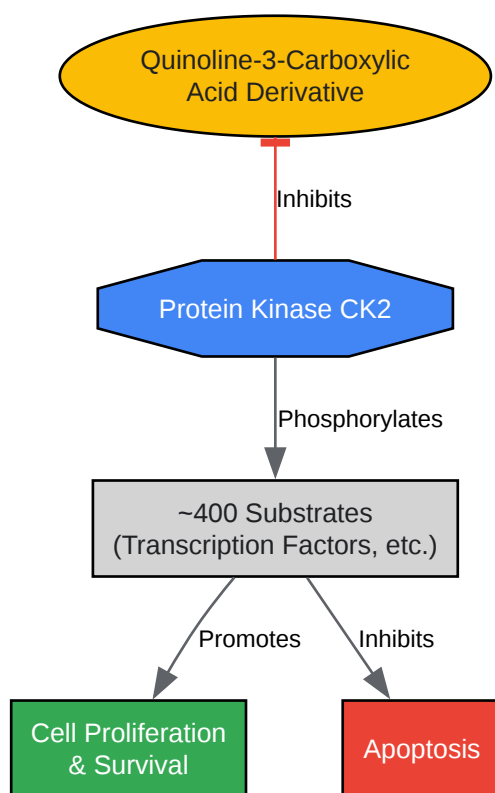 Quinoline-3-Carboxylic
Acid Derivative
Inhibits
Protein Kinase CK2
Phosphorylates
~400 Substrates
(Transcription Factors, etc.)
Promotes
Inhibits
Cell Proliferation
& Survival
Apoptosis